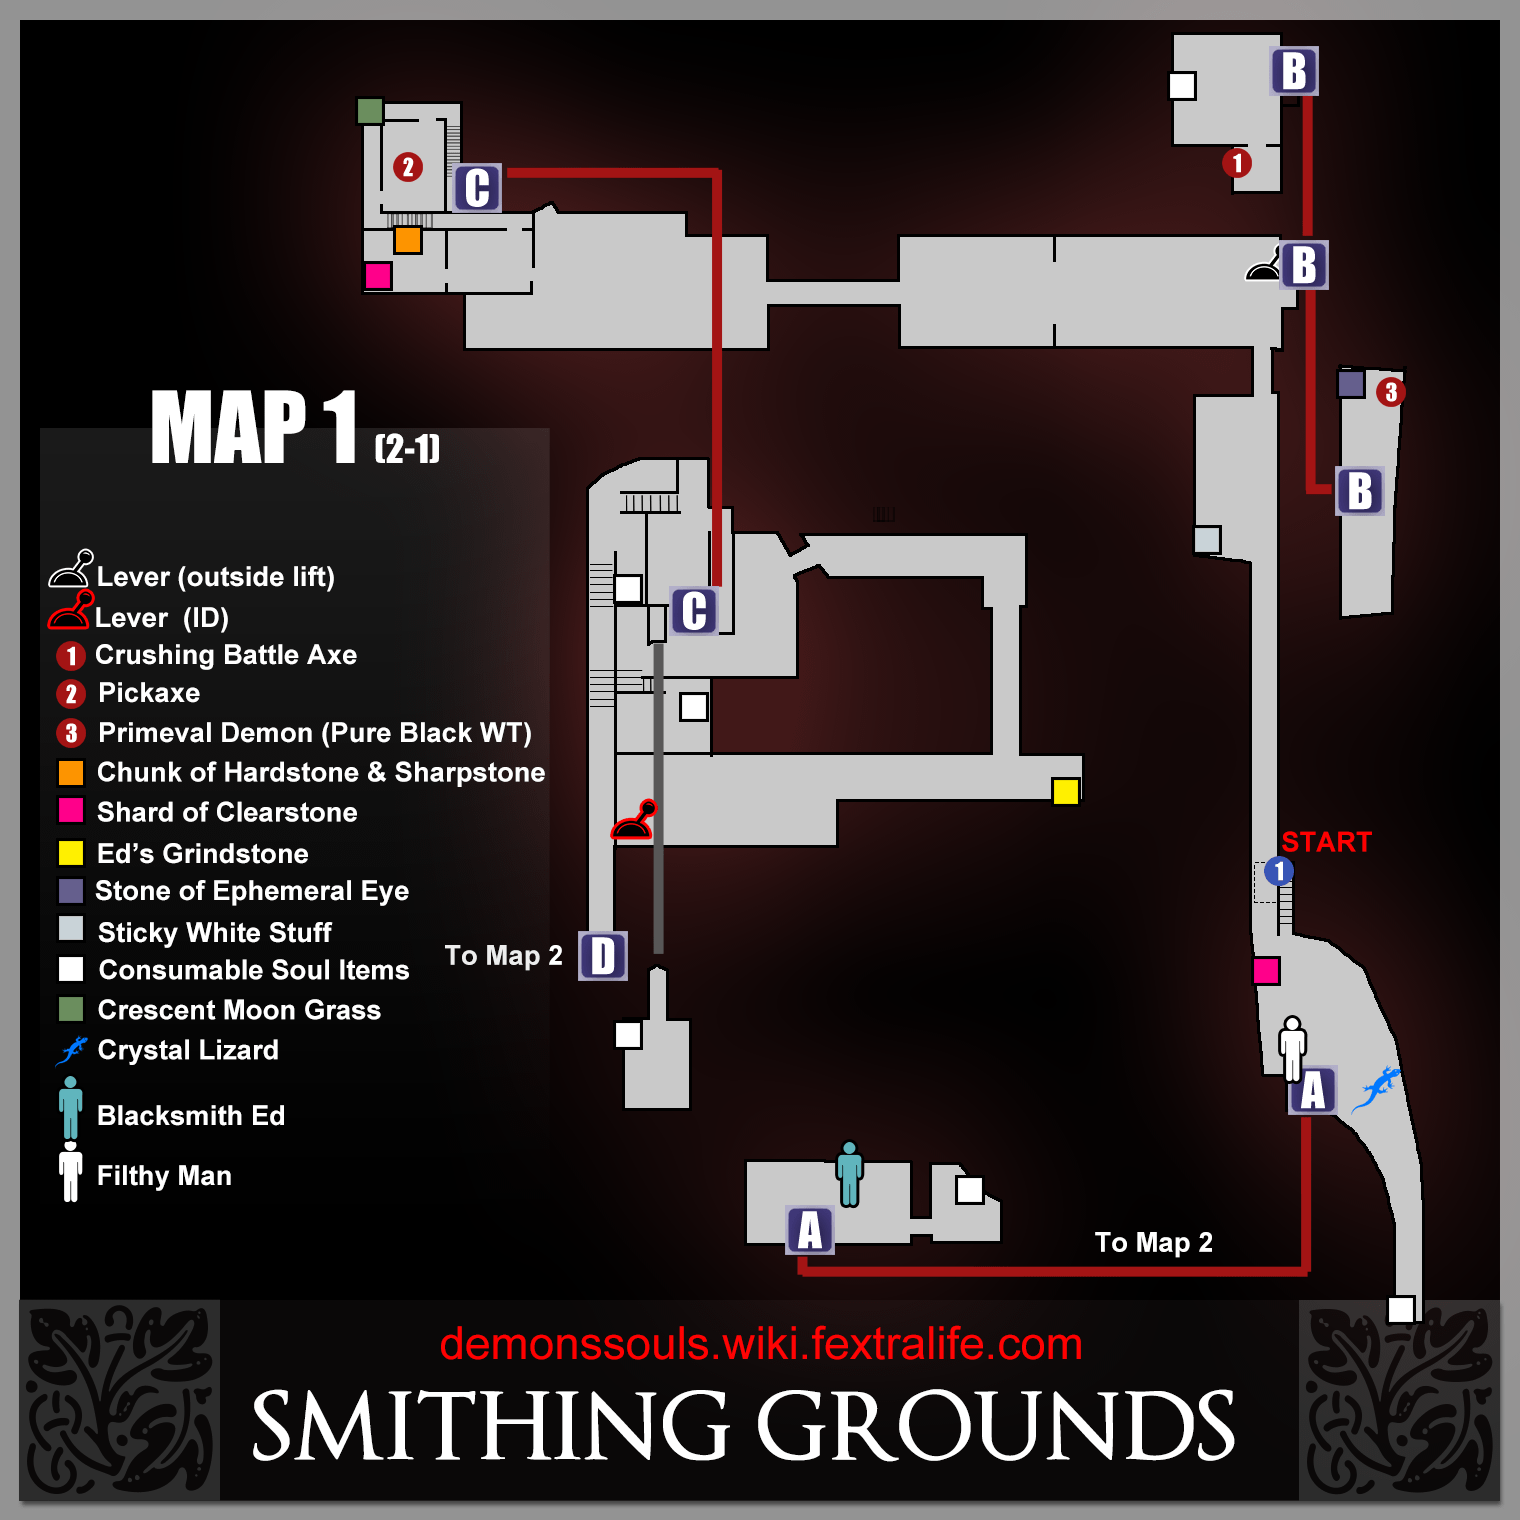 B
C
2
1
B
3
B
MAP 1 (2-1)
Lever (outside lift)
Lever (ID)
1 Crushing Battle Axe
2 Pickaxe
3 Primeval Demon (Pure Black WT)
Chunk of Hardstone & Sharpstone
Shard of Clearstone
Ed's Grindstone
Stone of Ephemeral Eye
Sticky White Stuff
Consumable Soul Items
Crescent Moon Grass
Crystal Lizard
Blacksmith Ed
Filthy Man
C
START
1
To Map 2 D
A
A
To Map 2
demonssouls.wiki.fextralife.com
SMITHING GROUNDS